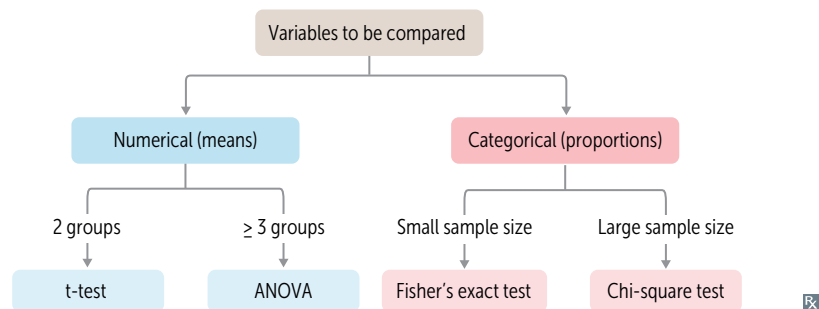 Variables to be compared
Numerical (means)
Categorical (proportions)
2 groups
≥ 3 groups
Small sample size
Large sample size
t-test
ANOVA
Fisher’s exact test
Chi-square test
℞